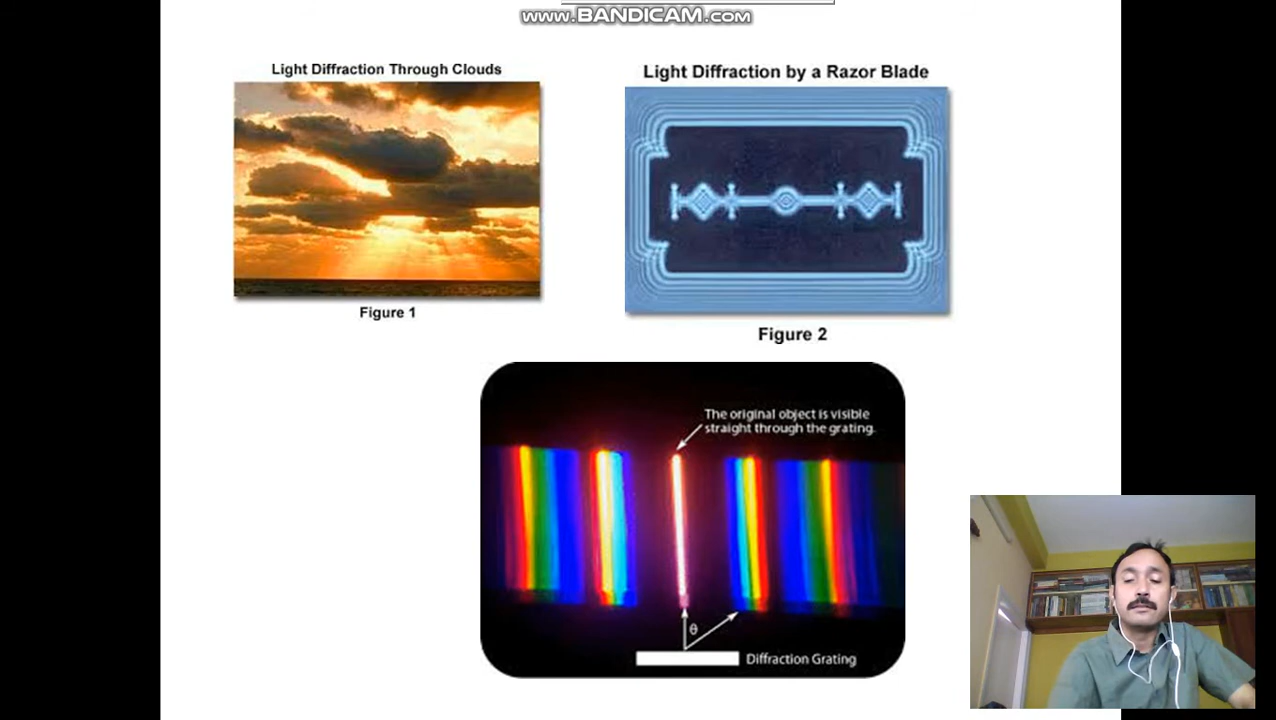 www.BANDICAM.com
Light Diffraction Through Clouds
Figure 1
Light Diffraction by a Razor Blade
Figure 2
The original object is visible
straight through the grating.
θ
Diffraction Grating